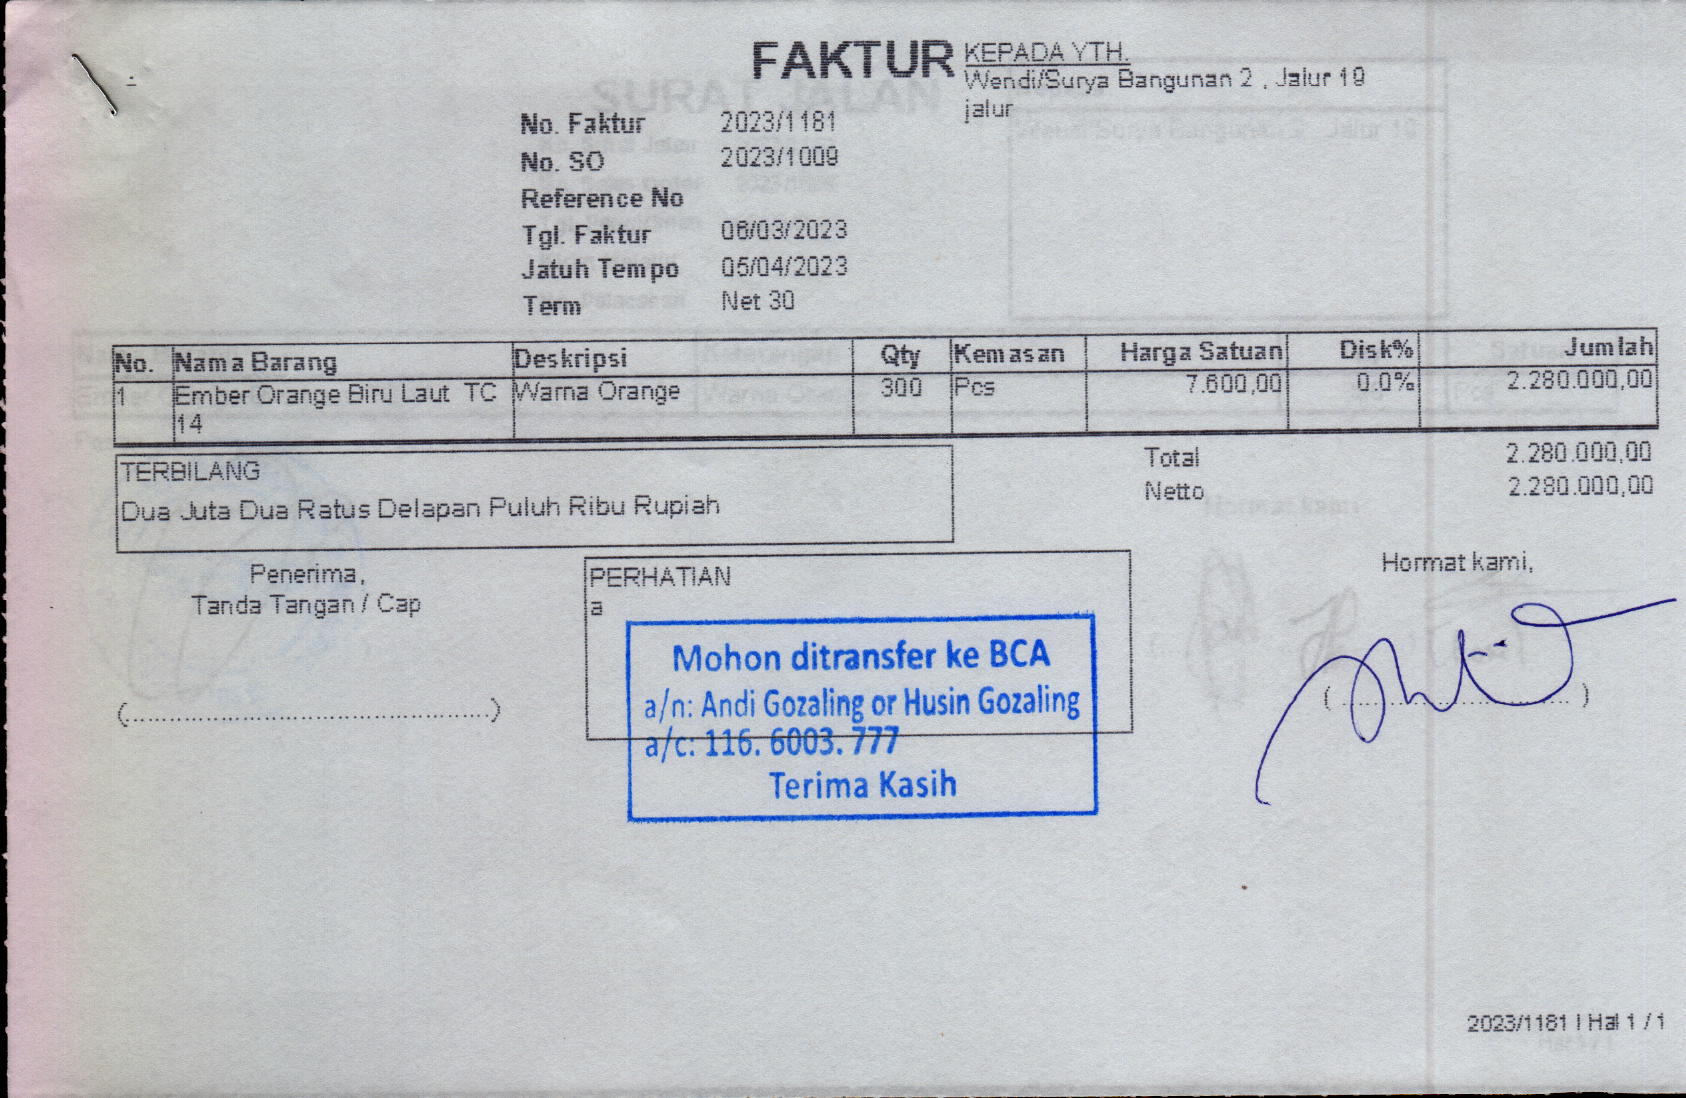 FAKTUR
KEPADA YTH.
Wendi/Surya Bangunan 2 , Jalur 19
jalur
No. Faktur 2023/1181
No. SO 2023/1009
Reference No
Tgl. Faktur 06/03/2023
Jatuh Tempo 05/04/2023
Term Net 30
No. Nama Barang Deskripsi Qty Kemasan Harga Satuan Disk% Jumlah
1 Ember Orange Biru Laut TC Warna Orange 300 Pcs 7.600,00 0.0% 2.280.000,00
14
Total 2.280.000,00
Netto 2.280.000,00
TERBILANG
Dua Juta Dua Ratus Delapan Puluh Ribu Rupiah
Penerima,
Tanda Tangan / Cap
PERHATIAN
a
Mohon ditransfer ke BCA
a/n: Andi Gozaling or Husin Gozaling
a/c: 116. 6003. 777
Terima Kasih
Hormat kami,
2023/1181 | Hal 1 / 1